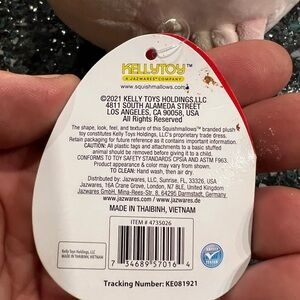 KELLYTOY
A JAZWARES® COMPANY
www.squishmallows.com
©2021 KELLY TOYS HOLDINGS,LLC
4811 SOUTH ALAMEDA STREET
LOS ANGELES, CA 90058, USA
All Rights Reserved
The shape, look, feel, and texture of this Squishmallows™ branded plush
toy constitutes Kelly Toys Holdings, LLC's proprietary trade dress.
Retain packaging for future reference as it contains important information.
CAUTION: All plastic tags and attachments to a basic stuffed
animal should be removed before giving it to a child.
CONFORMS TO TOY SAFETY STANDARDS CPSIA AND ASTM F963.
Product appearance & color may vary from shown.
TO CLEAN: Hand wash, then air dry.
Distributed by: Jazwares, LLC, Sunrise, FL 33326, USA
Jazwares, 16A Crane Grove, London, N7 8LE, United Kingdom
Jazwares GmbH, Mina-Rees-Str. 8, 64295 Darmstadt, Germany
www.jazwares.com
MADE IN THAIBINH, VIETNAM
ITEM # 4735026
Kelly Toys Holdings, LLC
MADE IN THAIBINH, VIETNAM
7 34689 57016 4
SAFETY
TESTED
Tracking Number: KE081921